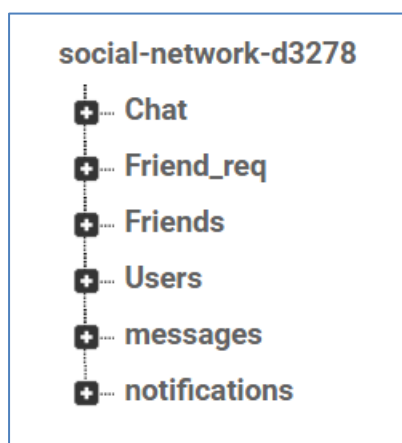 social-network-d3278
Chat
Friend_req
Friends
Users
messages
notifications